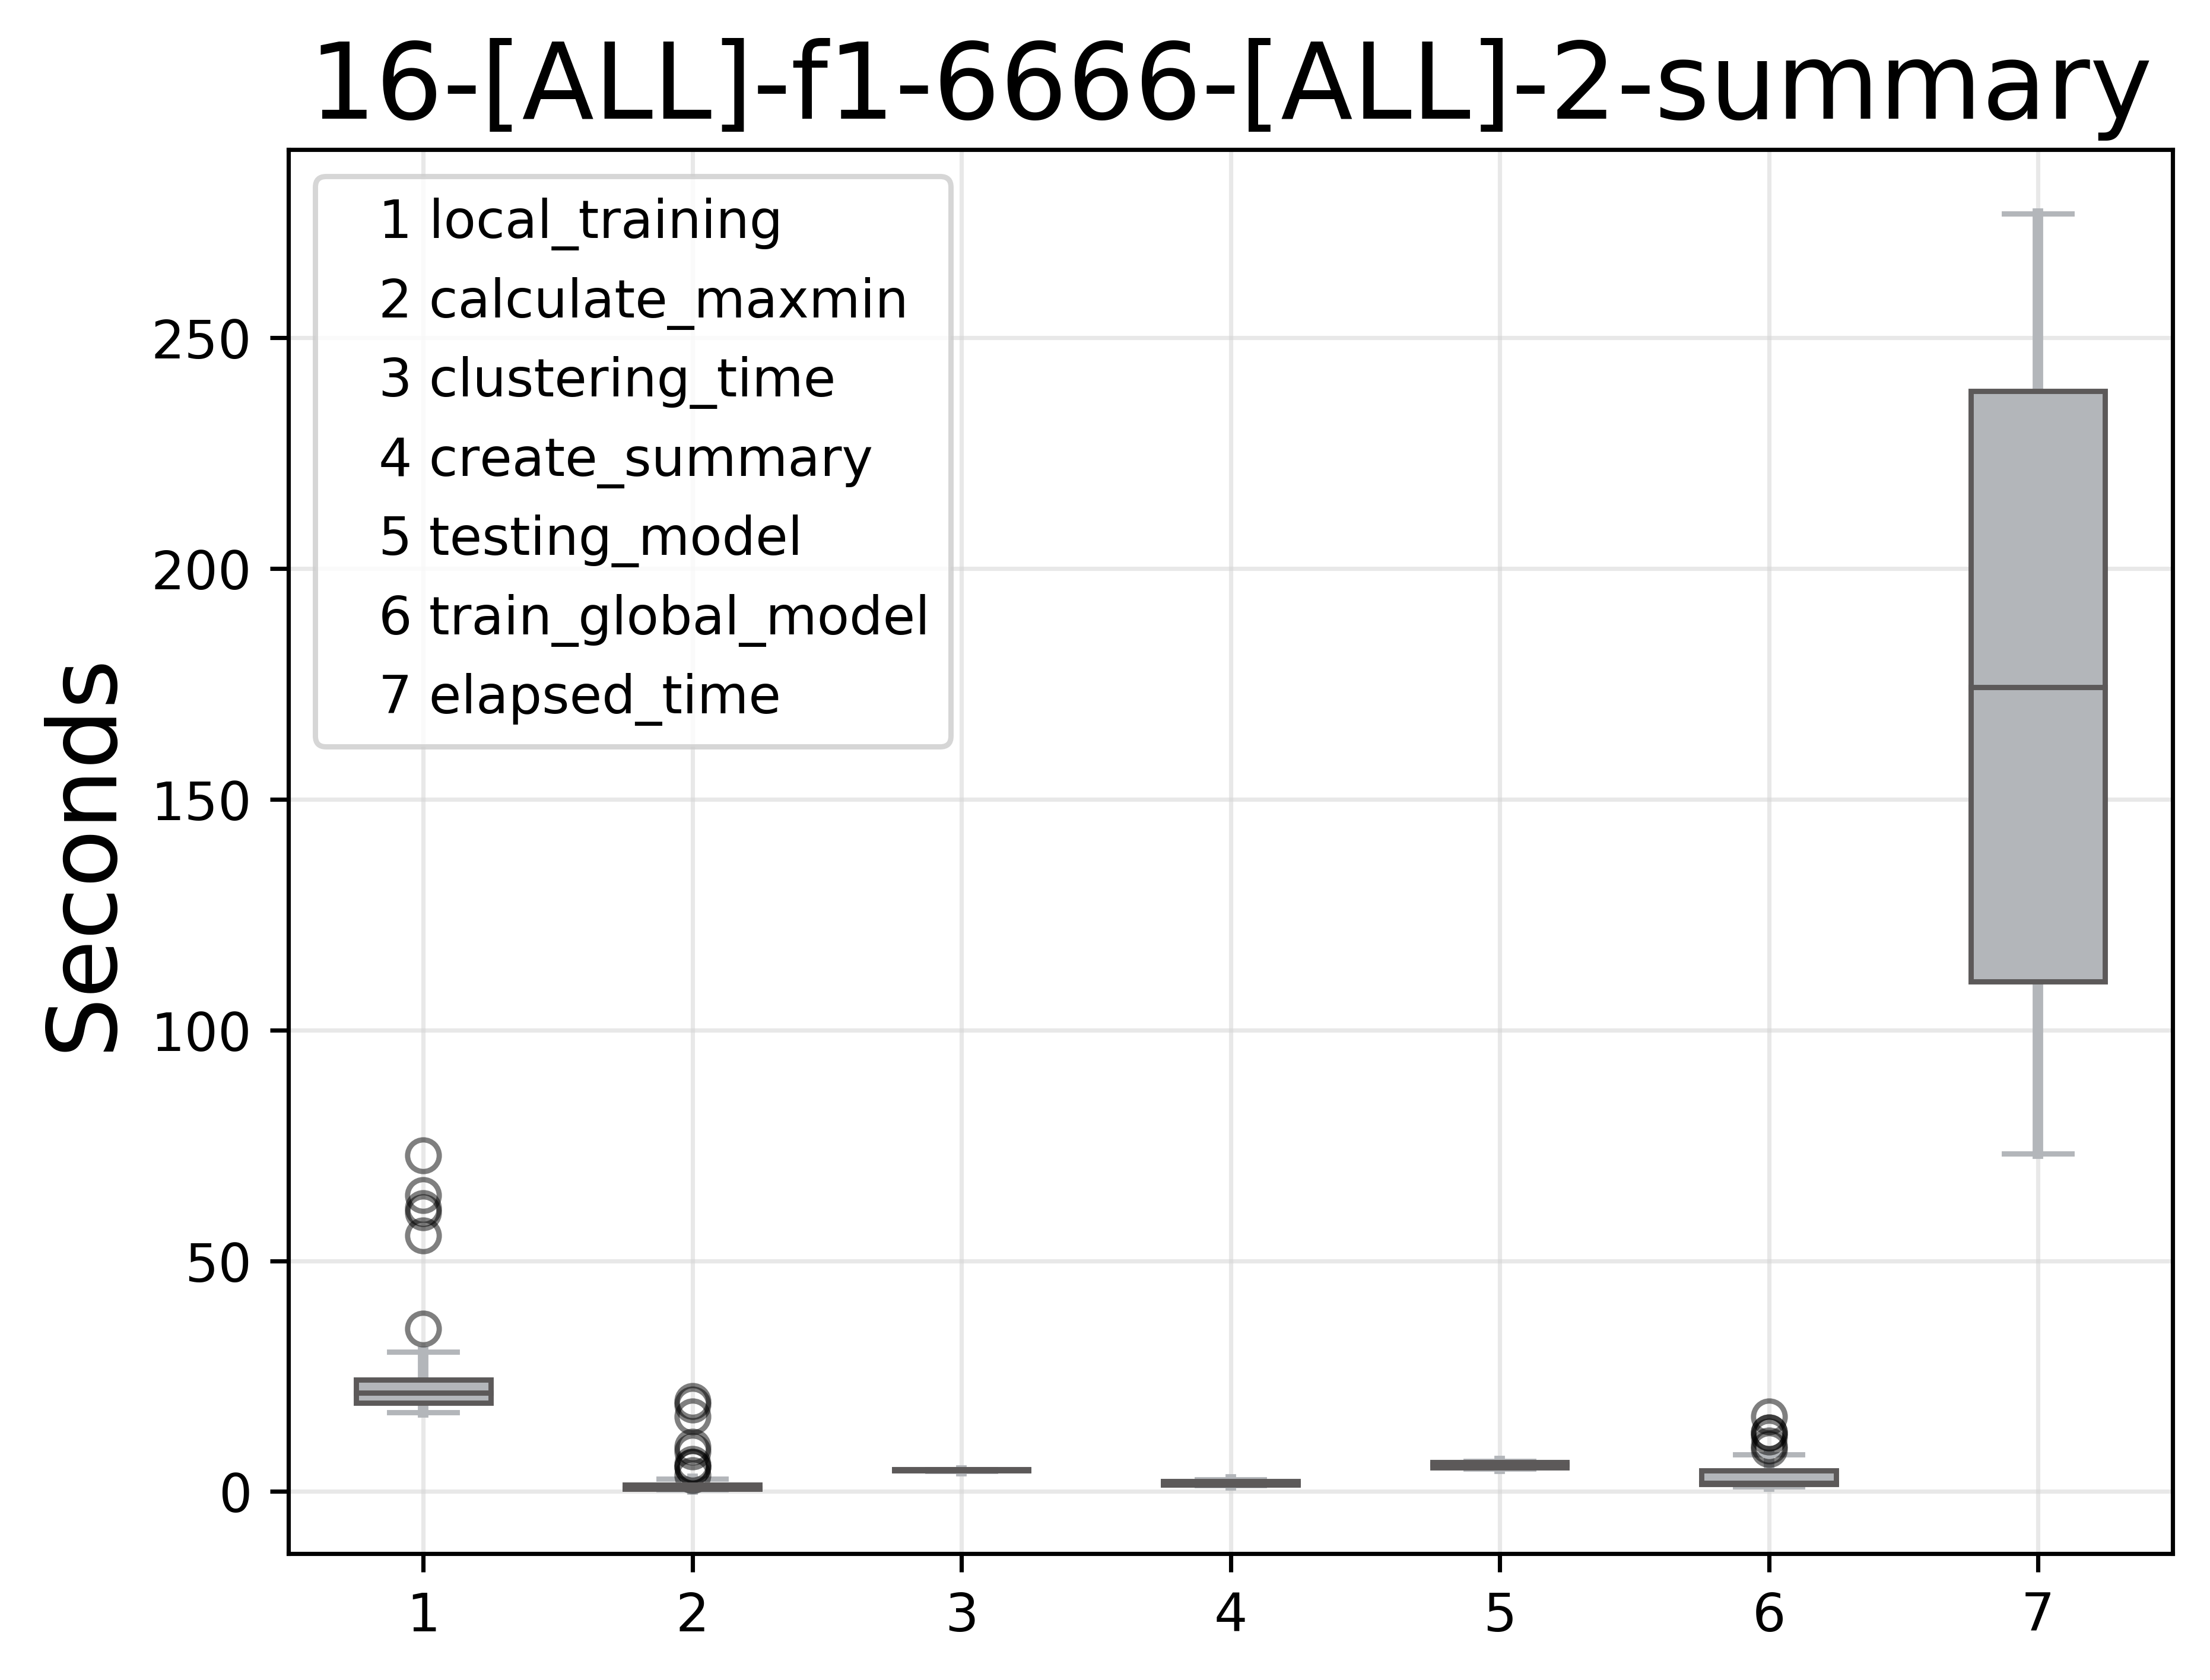 16-[ALL]-f1-6666-[ALL]-2-summary
1 local_training
2 calculate_maxmin
3 clustering_time
4 create_summary
5 testing_model
6 train_global_model
7 elapsed_time
Seconds
250
200
150
100
50
0
1 2 3 4 5 6 7